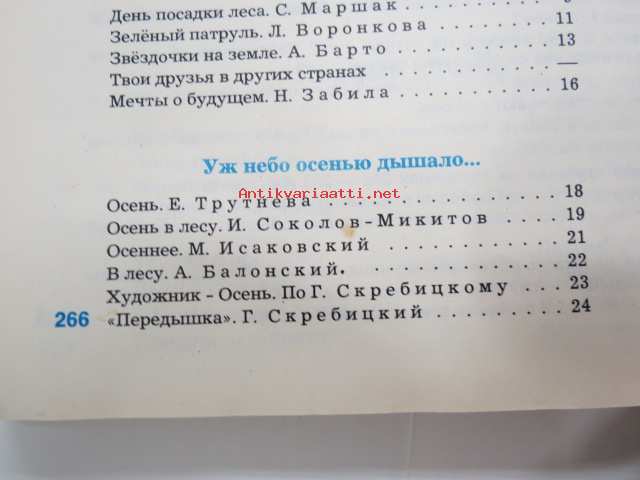 День посадки леса. С. Маршак
Зелёный патруль. Л. Воронкова 11
Звёздочки на земле. А. Барто 13
Твои друзья в других странах —
Мечты о будущем. Н. Забила 16
Уж небо осенью дышало...
Antikvariaatti.net
Осень. Е. Трутнева 18
Осень в лесу. И. Соколов-Микитов 19
Осеннее. М. Исаковский 21
В лесу. А. Балонский. 22
Художник - Осень. По Г. Скребицкому 23
266 «Передышка». Г. Скребицкий 24